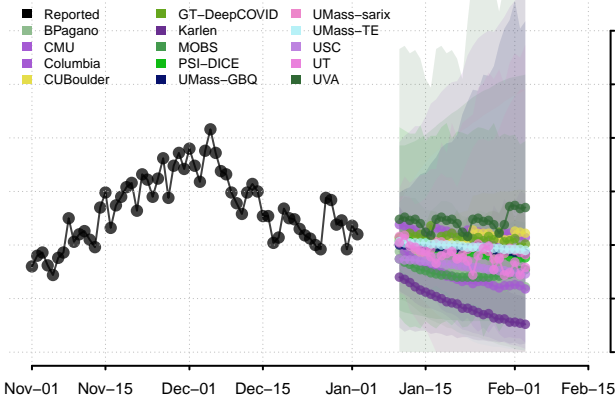 Reported
BPagano
CMU
Columbia
CUBoulder
GT−DeepCOVID
Karlen
MOBS
PSI−DICE
UMass−GBQ
UMass−sarix
UMass−TE
USC
UT
UVA
Nov−01 Nov−15 Dec−01 Dec−15 Jan−01 Jan−15 Feb−01 Feb−15